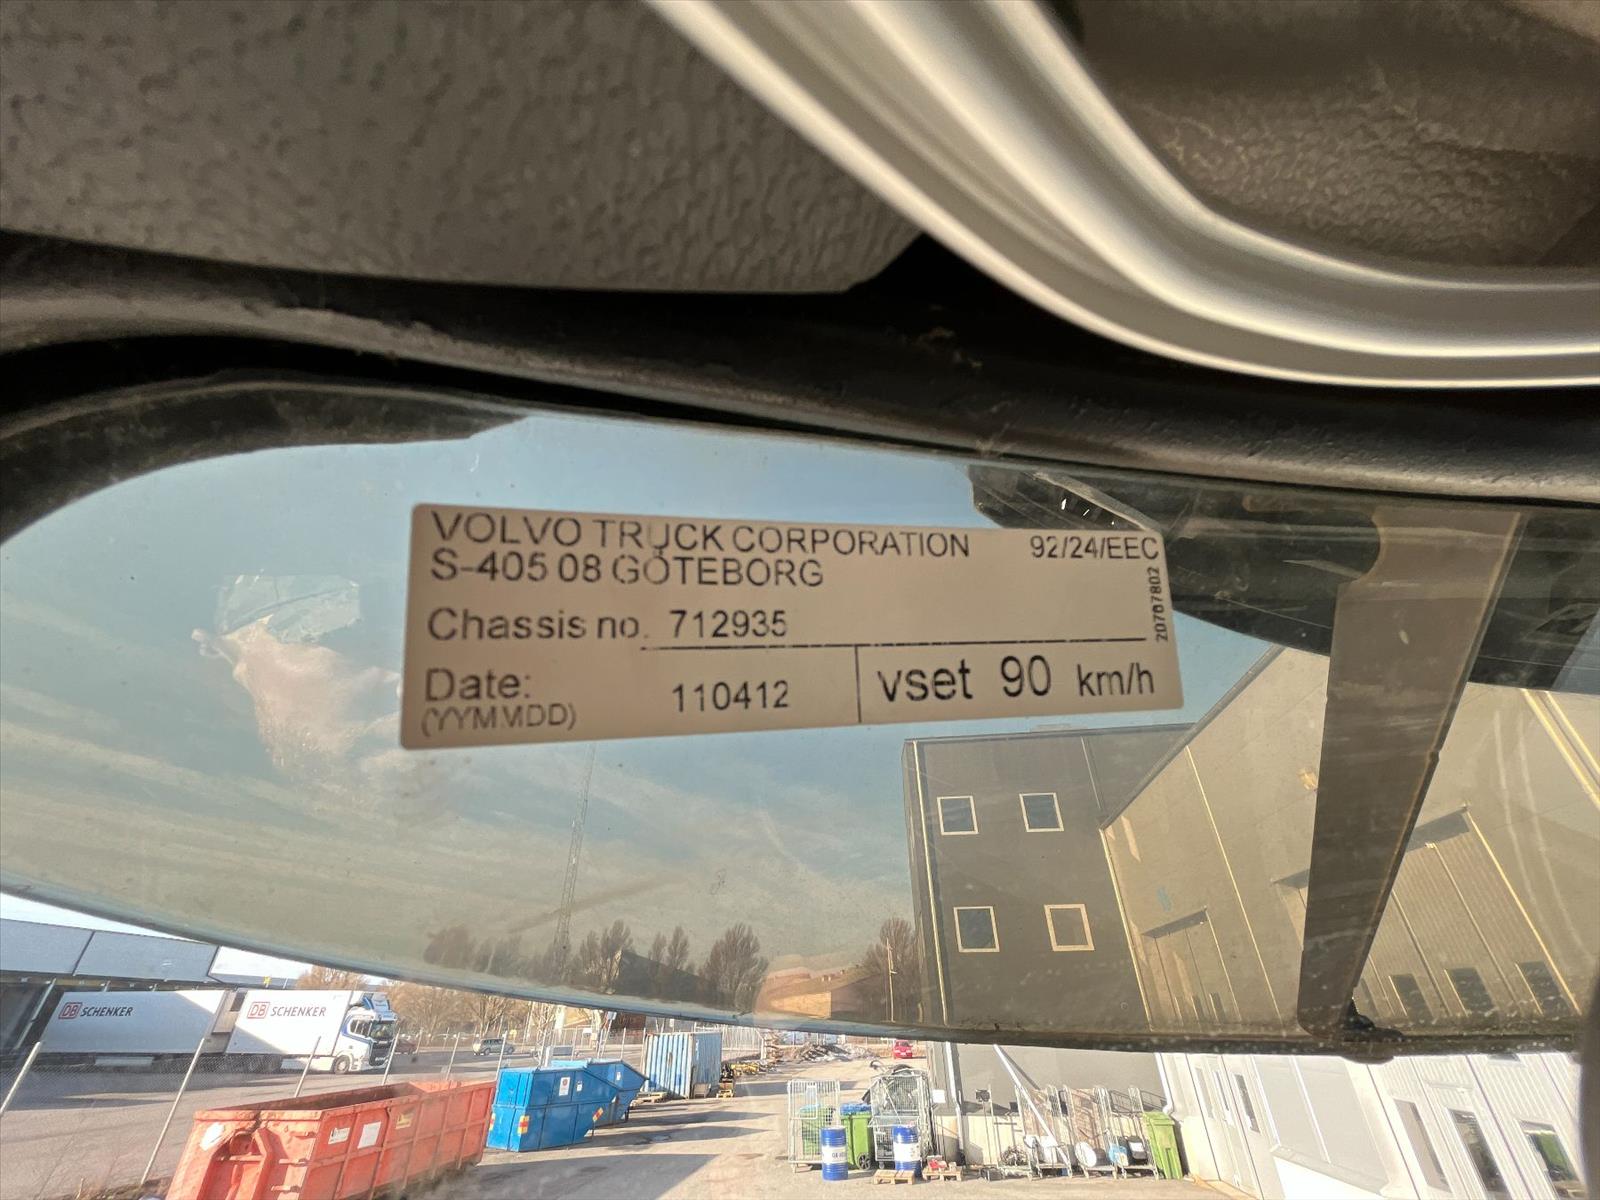 VOLVO TRUCK CORPORATION 92/24/EEC
S-405 08 GÖTEBORG
20767802
Chassis no. 712935
Date: 110412 vset 90 km/h
(YYMMDD)
DB SCHENKER
DB SCHENKER